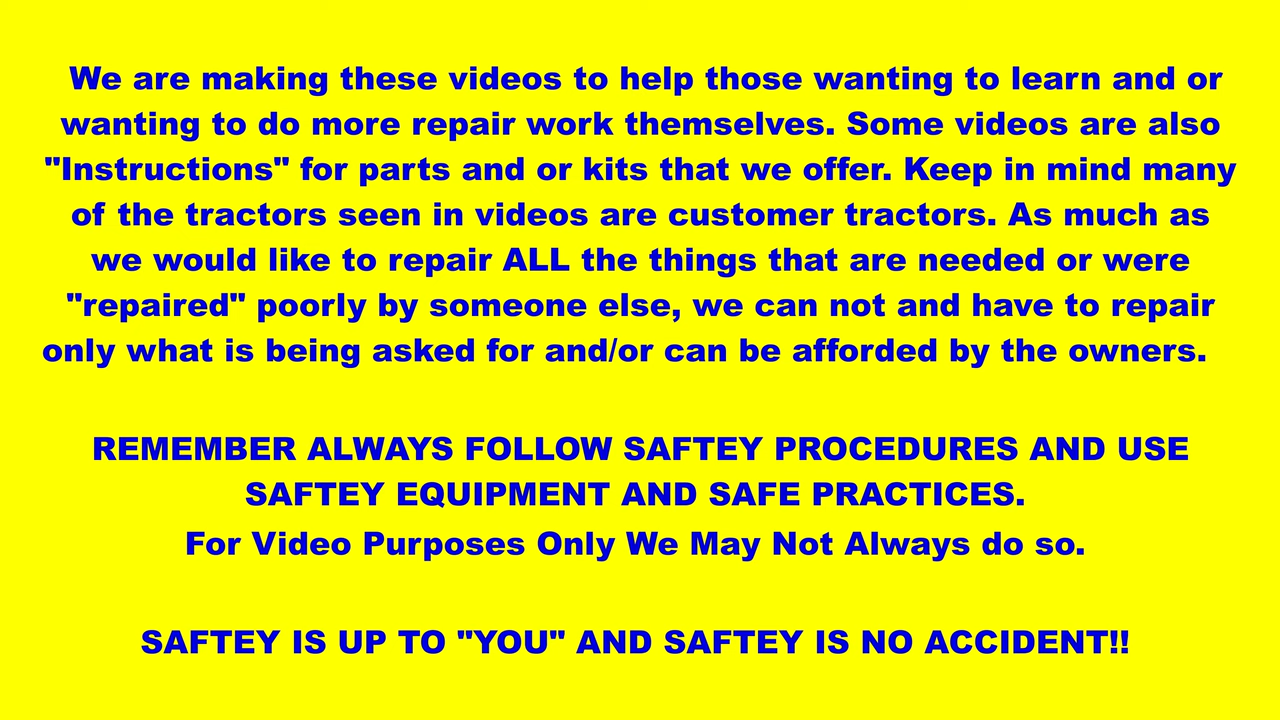 We are making these videos to help those wanting to learn and or
wanting to do more repair work themselves. Some videos are also
"Instructions" for parts and or kits that we offer. Keep in mind many
of the tractors seen in videos are customer tractors. As much as
we would like to repair ALL the things that are needed or were
"repaired" poorly by someone else, we can not and have to repair
only what is being asked for and/or can be afforded by the owners.
REMEMBER ALWAYS FOLLOW SAFTEY PROCEDURES AND USE
SAFTEY EQUIPMENT AND SAFE PRACTICES.
For Video Purposes Only We May Not Always do so.
SAFTEY IS UP TO "YOU" AND SAFTEY IS NO ACCIDENT!!